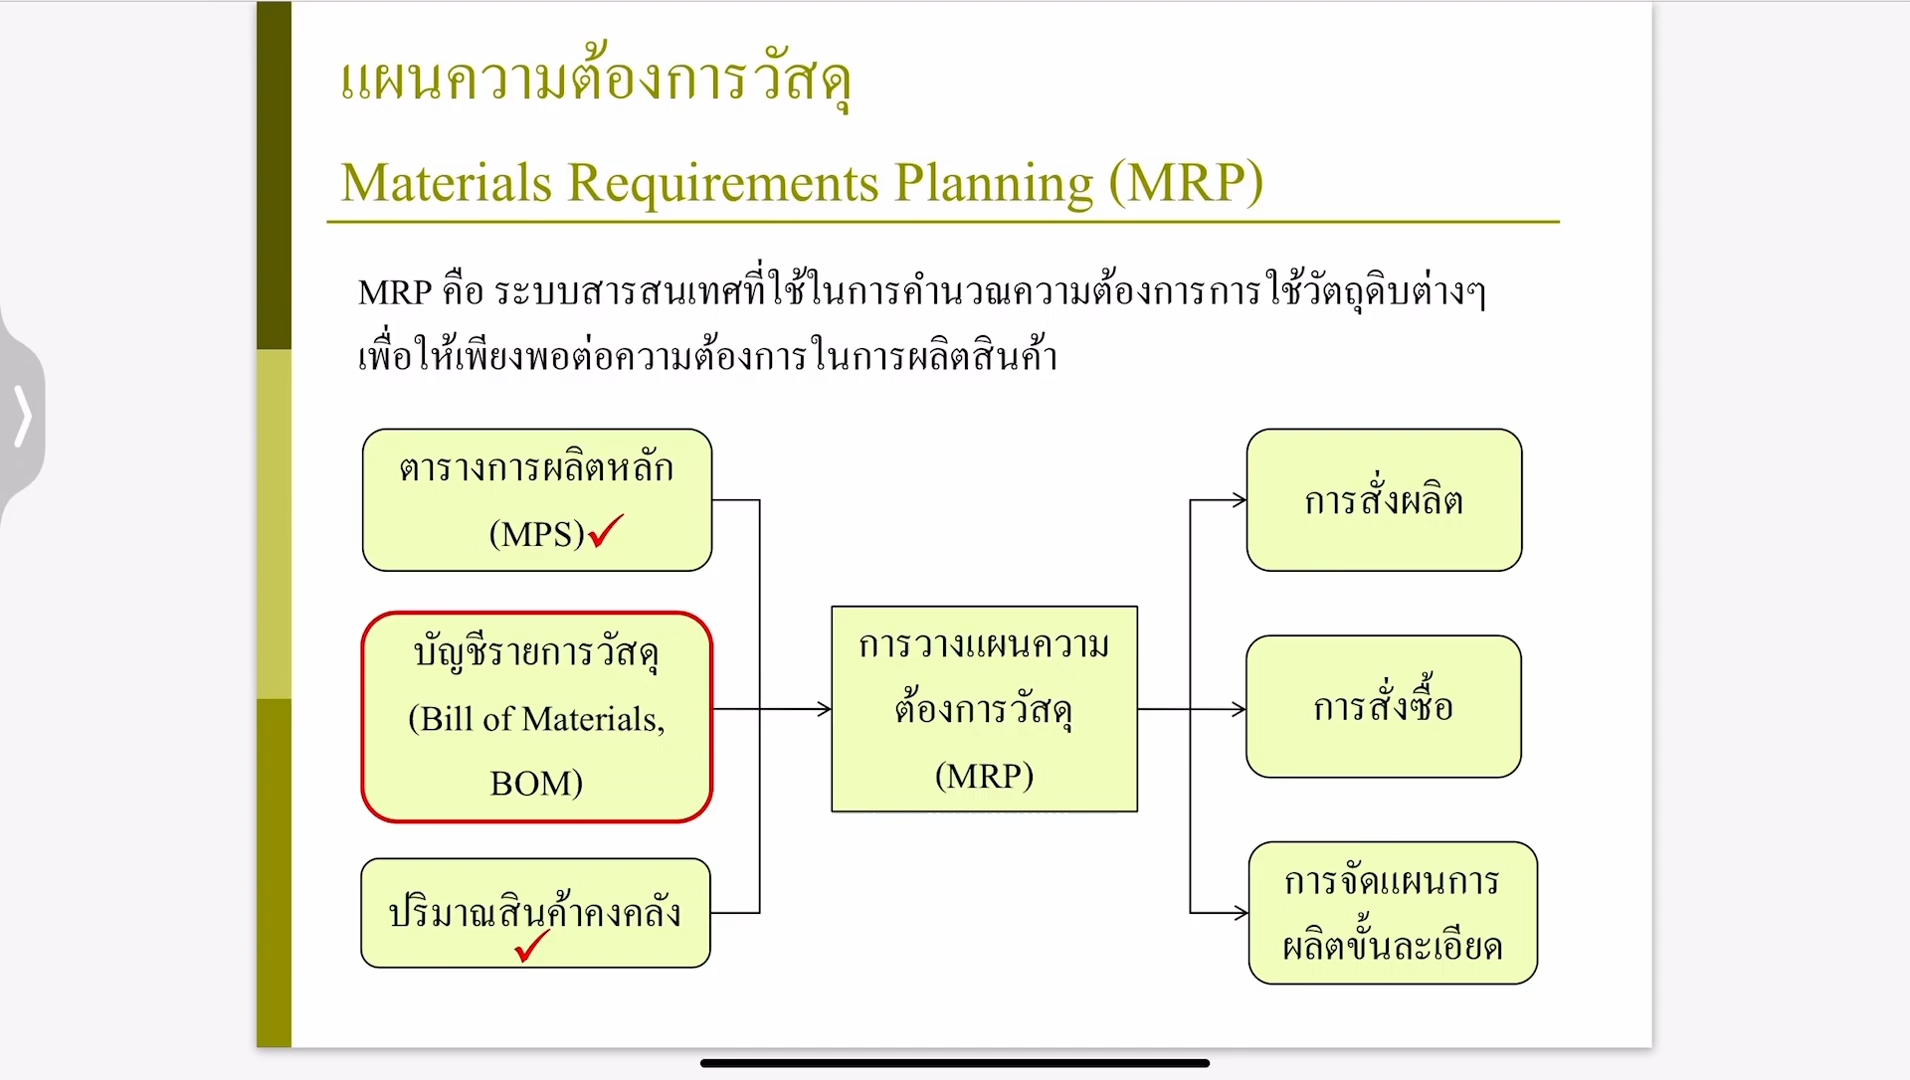 แผนความต้องการวัสดุ
Materials Requirements Planning (MRP)
MRP คือ ระบบสารสนเทศที่ใช้ในการคำนวณความต้องการการใช้วัตถุดิบต่างๆ
เพื่อให้เพียงพอต่อความต้องการในการผลิตสินค้า
ตารางการผลิตหลัก
(MPS)
บัญชีรายการวัสดุ
(Bill of Materials,
BOM)
ปริมาณสินค้าคงคลัง
การวางแผนความ
ต้องการวัสดุ
(MRP)
การสั่งผลิต
การสั่งซื้อ
การจัดแผนการ
ผลิตขั้นละเอียด